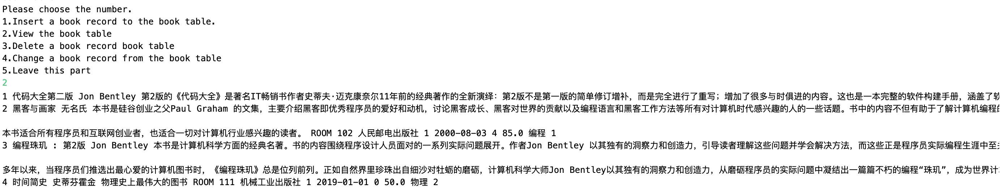 Please choose the number.
1.Insert a book record to the book table.
2.View the book table
3.Delete a book record book table
4.Change a book record from the book table
5.Leave this part
2
1 代码大全第二版 Jon Bentley 第2版的《代码大全》是著名IT畅销书作者史蒂夫·迈克康奈尔11年前的经典著作的全新演绎：第2版不是第一版的简单修订增补，而是完全进行了重写；增加了很多与时俱进的内容。这也是一本完整的软件构建手册，涵盖了软
2 黑客与画家 无名氏 本书是硅谷创业之父Paul Graham 的文集，主要介绍黑客即优秀程序员的爱好和动机，讨论黑客成长、黑客对世界的贡献以及编程语言和黑客工作方法等所有对计算机时代感兴趣的人的一些话题。书中的内容不但有助于了解计算机编程的
本书适合所有程序员和互联网创业者，也适合一切对计算机行业感兴趣的读者。 ROOM 102 人民邮电出版社 1 2000-08-03 4 85.0 编程 1
3 编程珠玑 : 第2版 Jon Bentley 本书是计算机科学方面的经典名著。书的内容围绕程序设计人员面对的一系列实际问题展开。作者Jon Bentley 以其独有的洞察力和创造力，引导读者理解这些问题并学会解决方法，而这些正是程序员实际编程生涯中至
多年以来，当程序员们推选出最心爱的计算机图书时，《编程珠玑》总是位列前列。正如自然界里珍珠出自细沙对牡蛎的磨砺，计算机科学大师Jon Bentley以其独有的洞察力和创造力，从磨砺程序员的实际问题中凝结出一篇篇不朽的编程“珠玑”，成为世界计
4 时间简史 史蒂芬霍金 物理史上最伟大的图书 ROOM 111 机械工业出版社 1 2019-01-01 0 50.0 物理 2